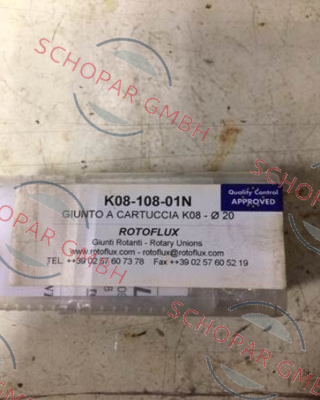 SCHOPAR GMBH
SCHOPAR GMBH
Quality Control
APPROVED
K08-108-01N
GIUNTO A CARTUCCIA K08 - Ø 20
ROTOFLUX
Giunti Rotanti - Rotary Unions
www.rotoflux.com - rotoflux@rotoflux.com
TEL. ++39 02 57 60 73 78 Fax ++39 02 57 60 52 19
SCHOPAR GMBH
SCHOPAR GMBH